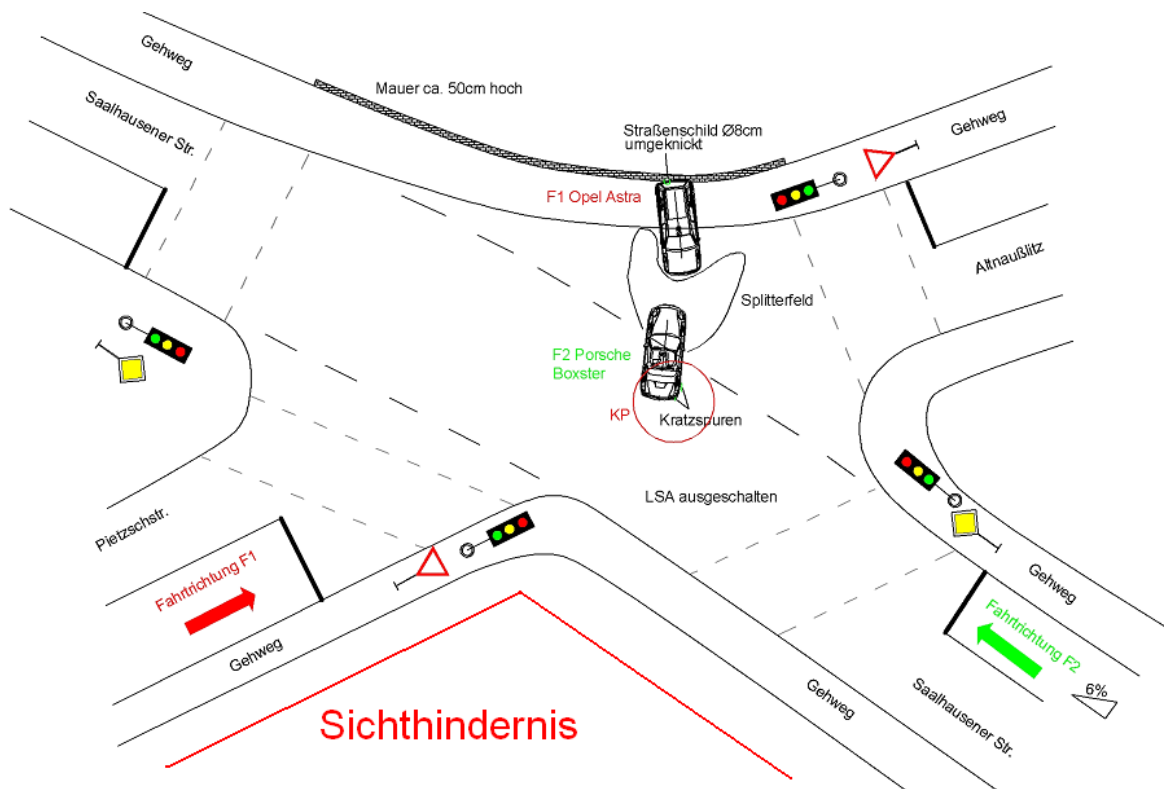 Gehweg
Saalhausener Str.
Mauer ca. 50cm hoch
Straßenschild Ø8cm
umgeknickt
Gehweg
F1 Opel Astra
Altnaußlitz
Splitterfeld
F2 Porsche
Boxster
KP
Kratzspuren
LSA ausgeschalten
Pietzschstr.
Fahrtrichtung F1
Gehweg
Sichthindernis
Gehweg
Fahrtrichtung F2
Gehweg
6%
Saalhausener Str.